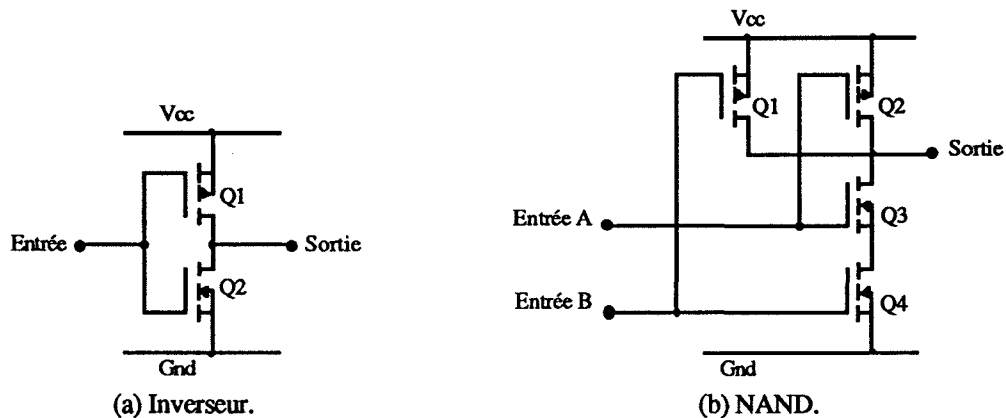 Vcc
Q1
Entrée
Sortie
Q2
Gnd
(a) Inverseur.
Vcc
Q1
Q2
Sortie
Entrée A
Q3
Entrée B
Q4
Gnd
(b) NAND.